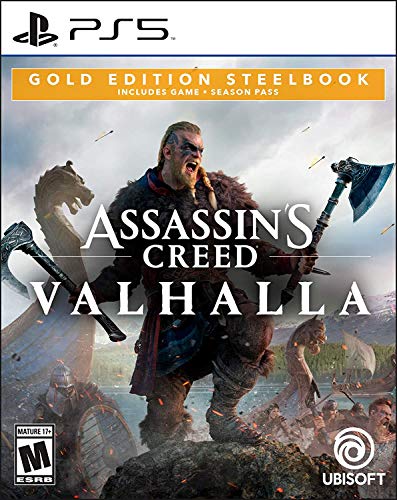 PS5
GOLD EDITION STEELBOOK
INCLUDES GAME • SEASON PASS
ASSASSIN'S
CREED
VALHALLA
MATURE 17+
M
ESRB
UBISOFT